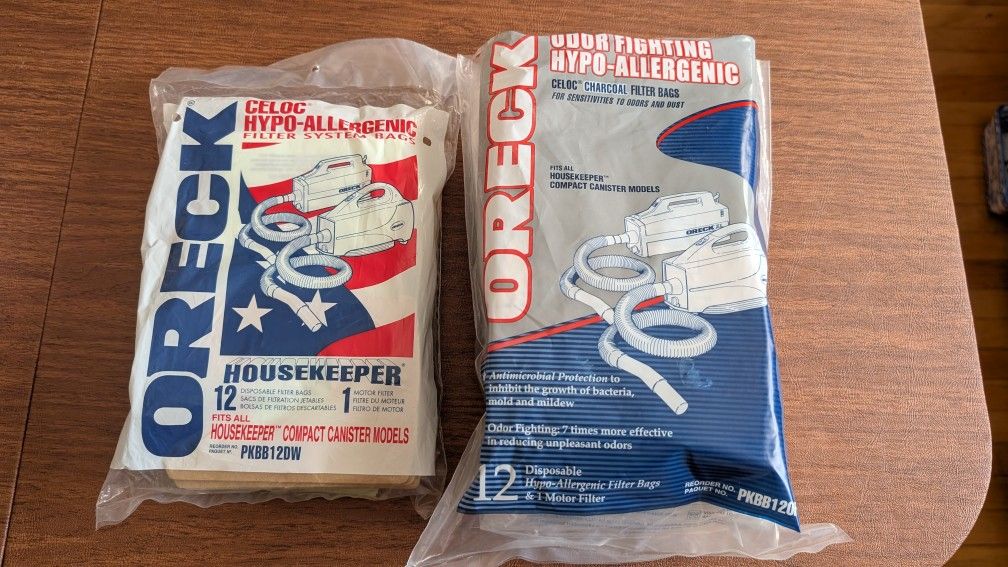 ORECK
®
CELOC®
HYPO-ALLERGENIC
FILTER SYSTEM BAGS
ORECK
HOUSEKEEPER®
12
DISPOSABLE FILTER BAGS
SACS DE FILTRATION JETABLES
BOLSAS DE FILTROS DESCARTABLES
1
MOTOR FILTER
FILTRE DU MOTEUR
FILTRO DE MOTOR
FITS ALL
HOUSEKEEPER™ COMPACT CANISTER MODELS
REORDER NO.
PAQUET Nº.
PKBB12DW
ORECK
ODOR FIGHTING
HYPO-ALLERGENIC
CELOC® CHARCOAL FILTER BAGS
FOR SENSITIVITIES TO ODORS AND DUST
FITS ALL
HOUSEKEEPER™
COMPACT CANISTER MODELS
ORECK XL
Antimicrobial Protection to
inhibit the growth of bacteria,
mold and mildew
Odor Fighting: 7 times more effective
in reducing unpleasant odors
12
Disposable
Hypo-Allergenic Filter Bags
& 1 Motor Filter
REORDER NO.
PAQUET NO.
PKBB120